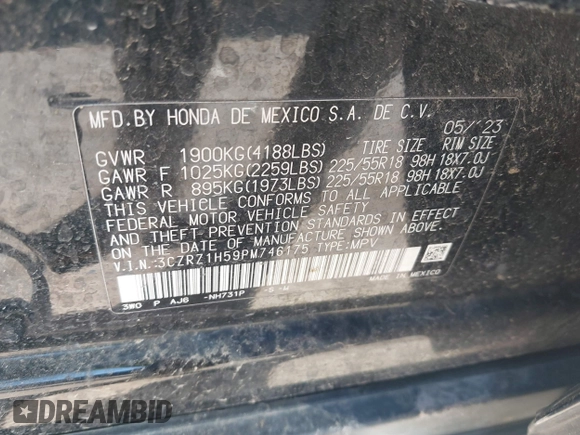 MFD.BY HONDA DE MEXICO S.A. DE C.V.
05/'23
GVWR 1900KG(4188LBS) TIRE SIZE RIM SIZE
GAWR F 1025KG(2259LBS) 225/55R18 98H 18X7.0J
GAWR R 895KG(1973LBS) 225/55R18 98H 18X7.0J
THIS VEHICLE CONFORMS TO ALL APPLICABLE
FEDERAL MOTOR VEHICLE SAFETY
AND THEFT PREVENTION STANDARDS IN EFFECT
ON THE DATE OF MANUFACTURE SHOWN ABOVE.
V.I.N.:3CZRZ1H59PM746175 TYPE:MPV
3W0 P AJ6 -NH731P
MADE IN MEXICO
DREAMBID